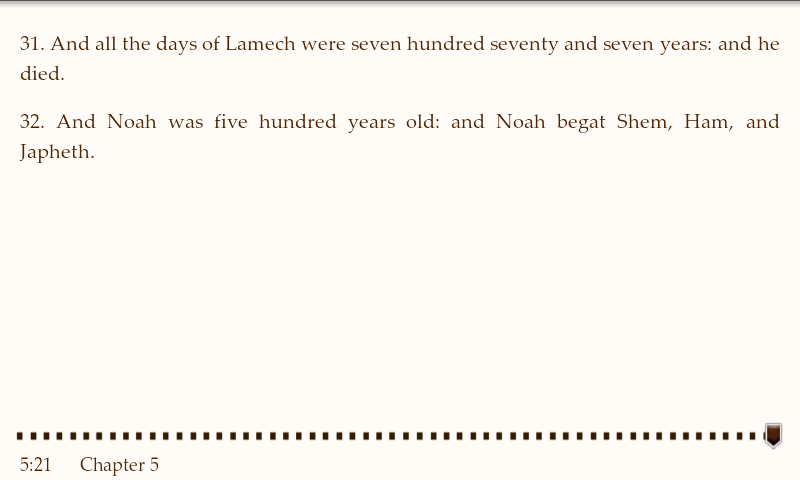 31. And all the days of Lamech were seven hundred seventy and seven years: and he
died.
32. And Noah was five hundred years old: and Noah begat Shem, Ham, and
Japheth.
5:21 Chapter 5